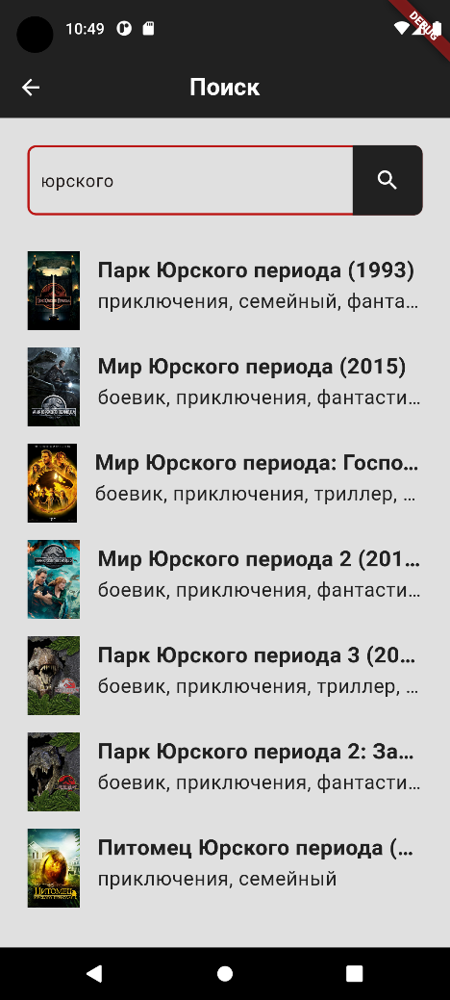 10:49
DEBUG
Поиск
юрского
Парк Юрского периода (1993)
приключения, семейный, фанта…
Мир Юрского периода (2015)
боевик, приключения, фантасти…
Мир Юрского периода: Госпо…
боевик, приключения, триллер, …
Мир Юрского периода 2 (201…
боевик, приключения, фантасти…
Парк Юрского периода 3 (20…
боевик, приключения, триллер, …
Парк Юрского периода 2: За…
боевик, приключения, фантасти…
Питомец Юрского периода (…
приключения, семейный
ПИТОМЕЦ